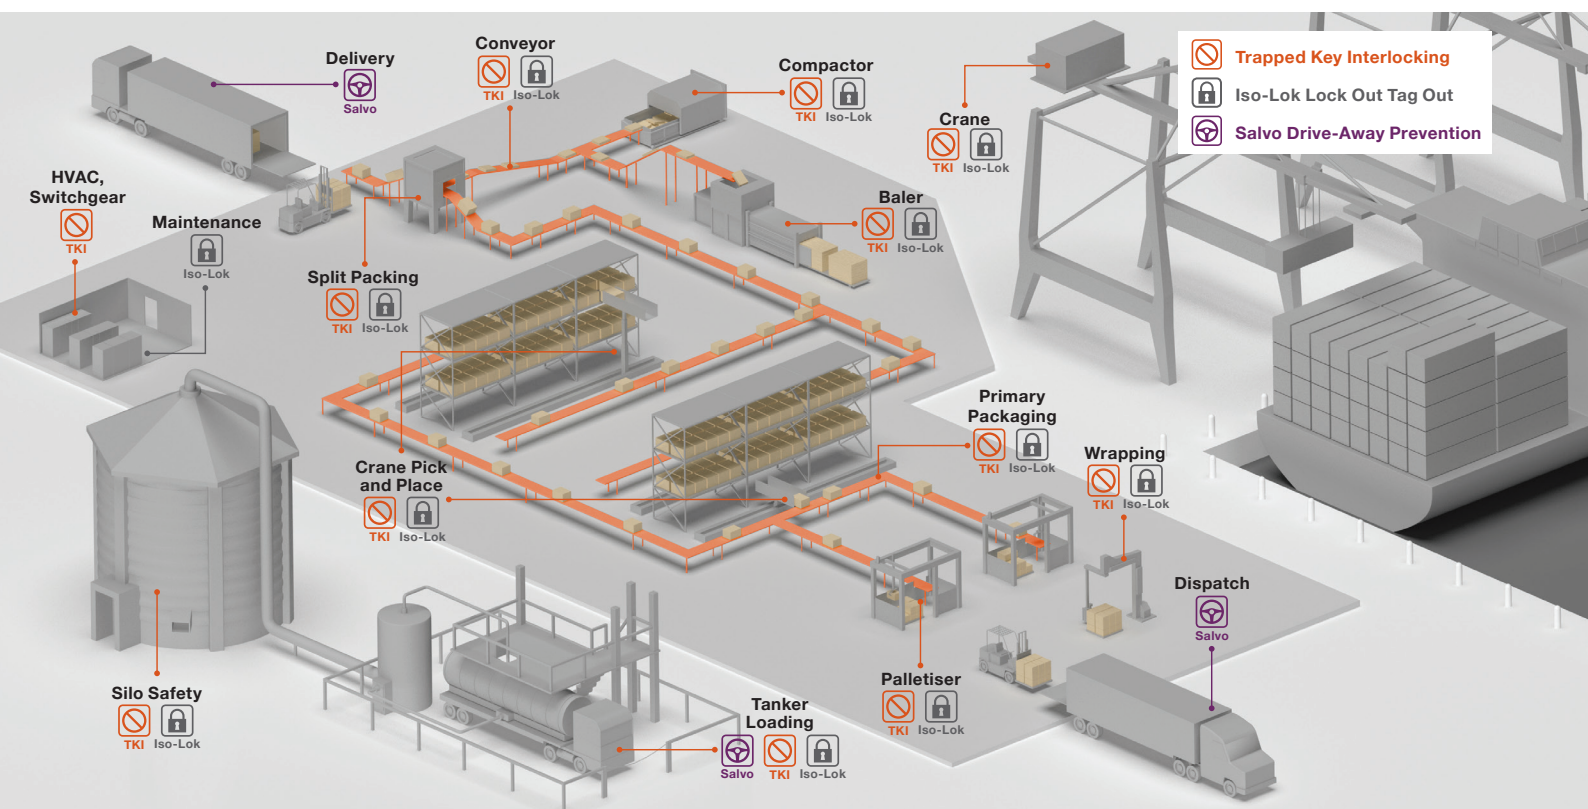 Delivery
Salvo
Conveyor
TKI Iso-Lok
Compactor
TKI Iso-Lok
Crane
TKI Iso-Lok
Trapped Key Interlocking
Iso-Lok Lock Out Tag Out
Salvo Drive-Away Prevention
HVAC,
Switchgear
TKI
Maintenance
Iso-Lok
Split Packing
TKI Iso-Lok
Baler
TKI Iso-Lok
Crane Pick
and Place
TKI Iso-Lok
Primary
Packaging
TKI Iso-Lok
Wrapping
TKI Iso-Lok
Dispatch
Salvo
Silo Safety
TKI Iso-Lok
Tanker
Loading
Salvo TKI Iso-Lok
Palletiser
TKI Iso-Lok